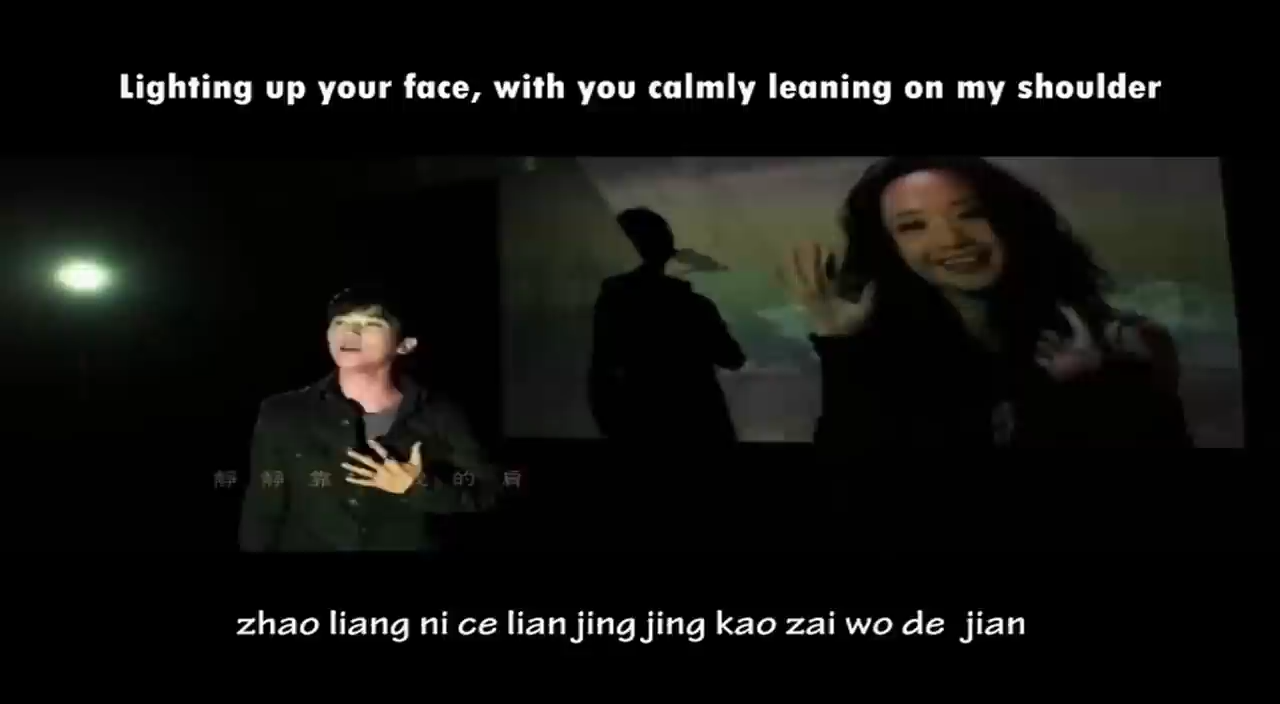 Lighting up your face, with you calmly leaning on my shoulder
靜 靜 靠 的 肩
zhao liang ni ce lian jing jing kao zai wo de jian